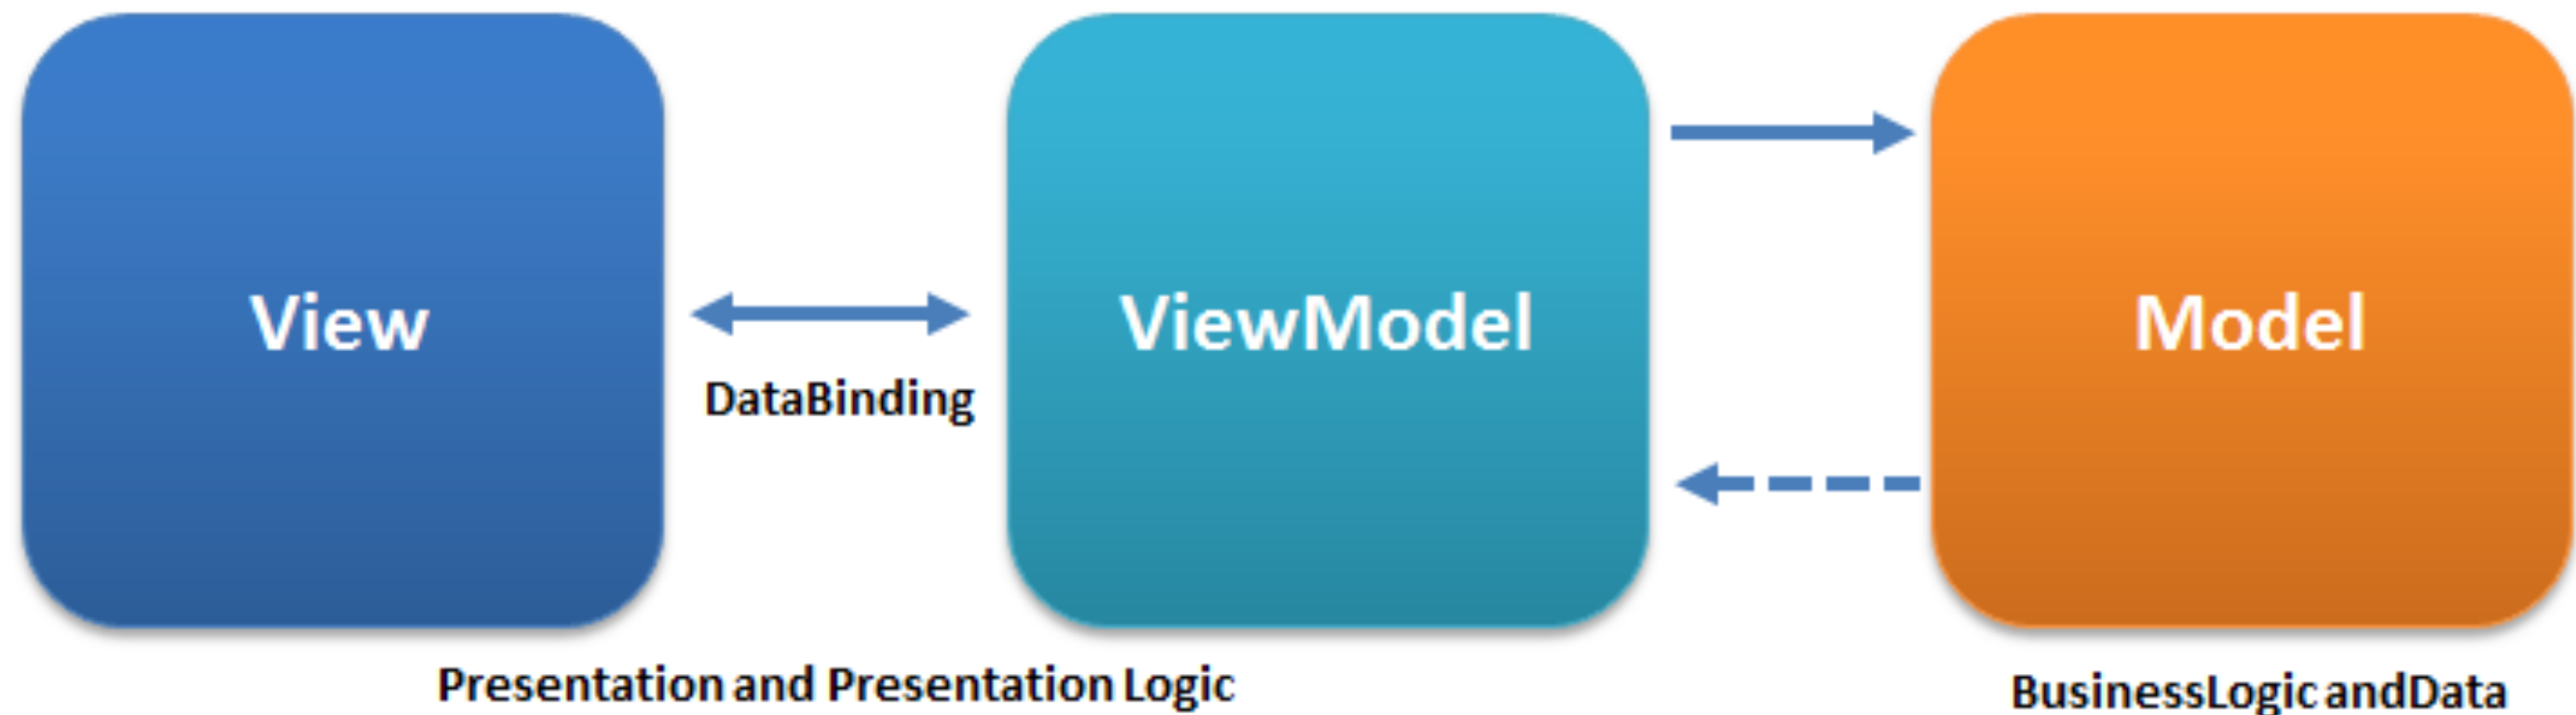 View
ViewModel
Model
DataBinding
Presentation and Presentation Logic
BusinessLogic andData